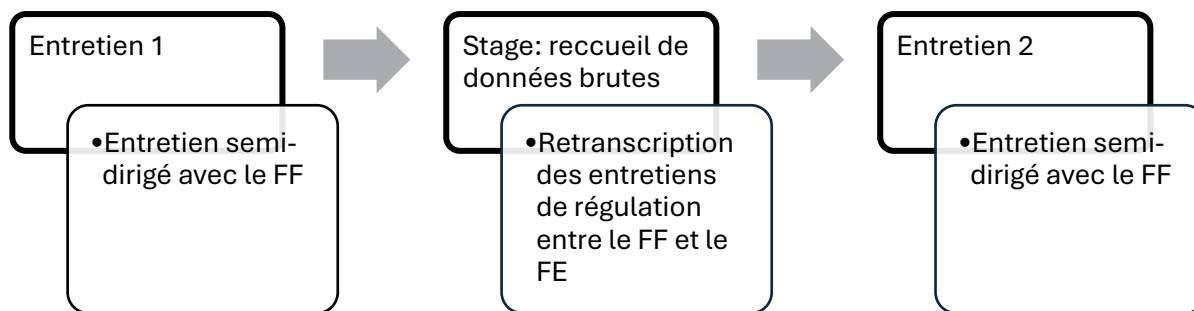 Entretien 1
•Entretien semi-
dirigé avec le FF
Stage: reccueil de
données brutes
•Retranscription
des entretiens
de régulation
entre le FF et le
FE
Entretien 2
•Entretien semi-
dirigé avec le FF